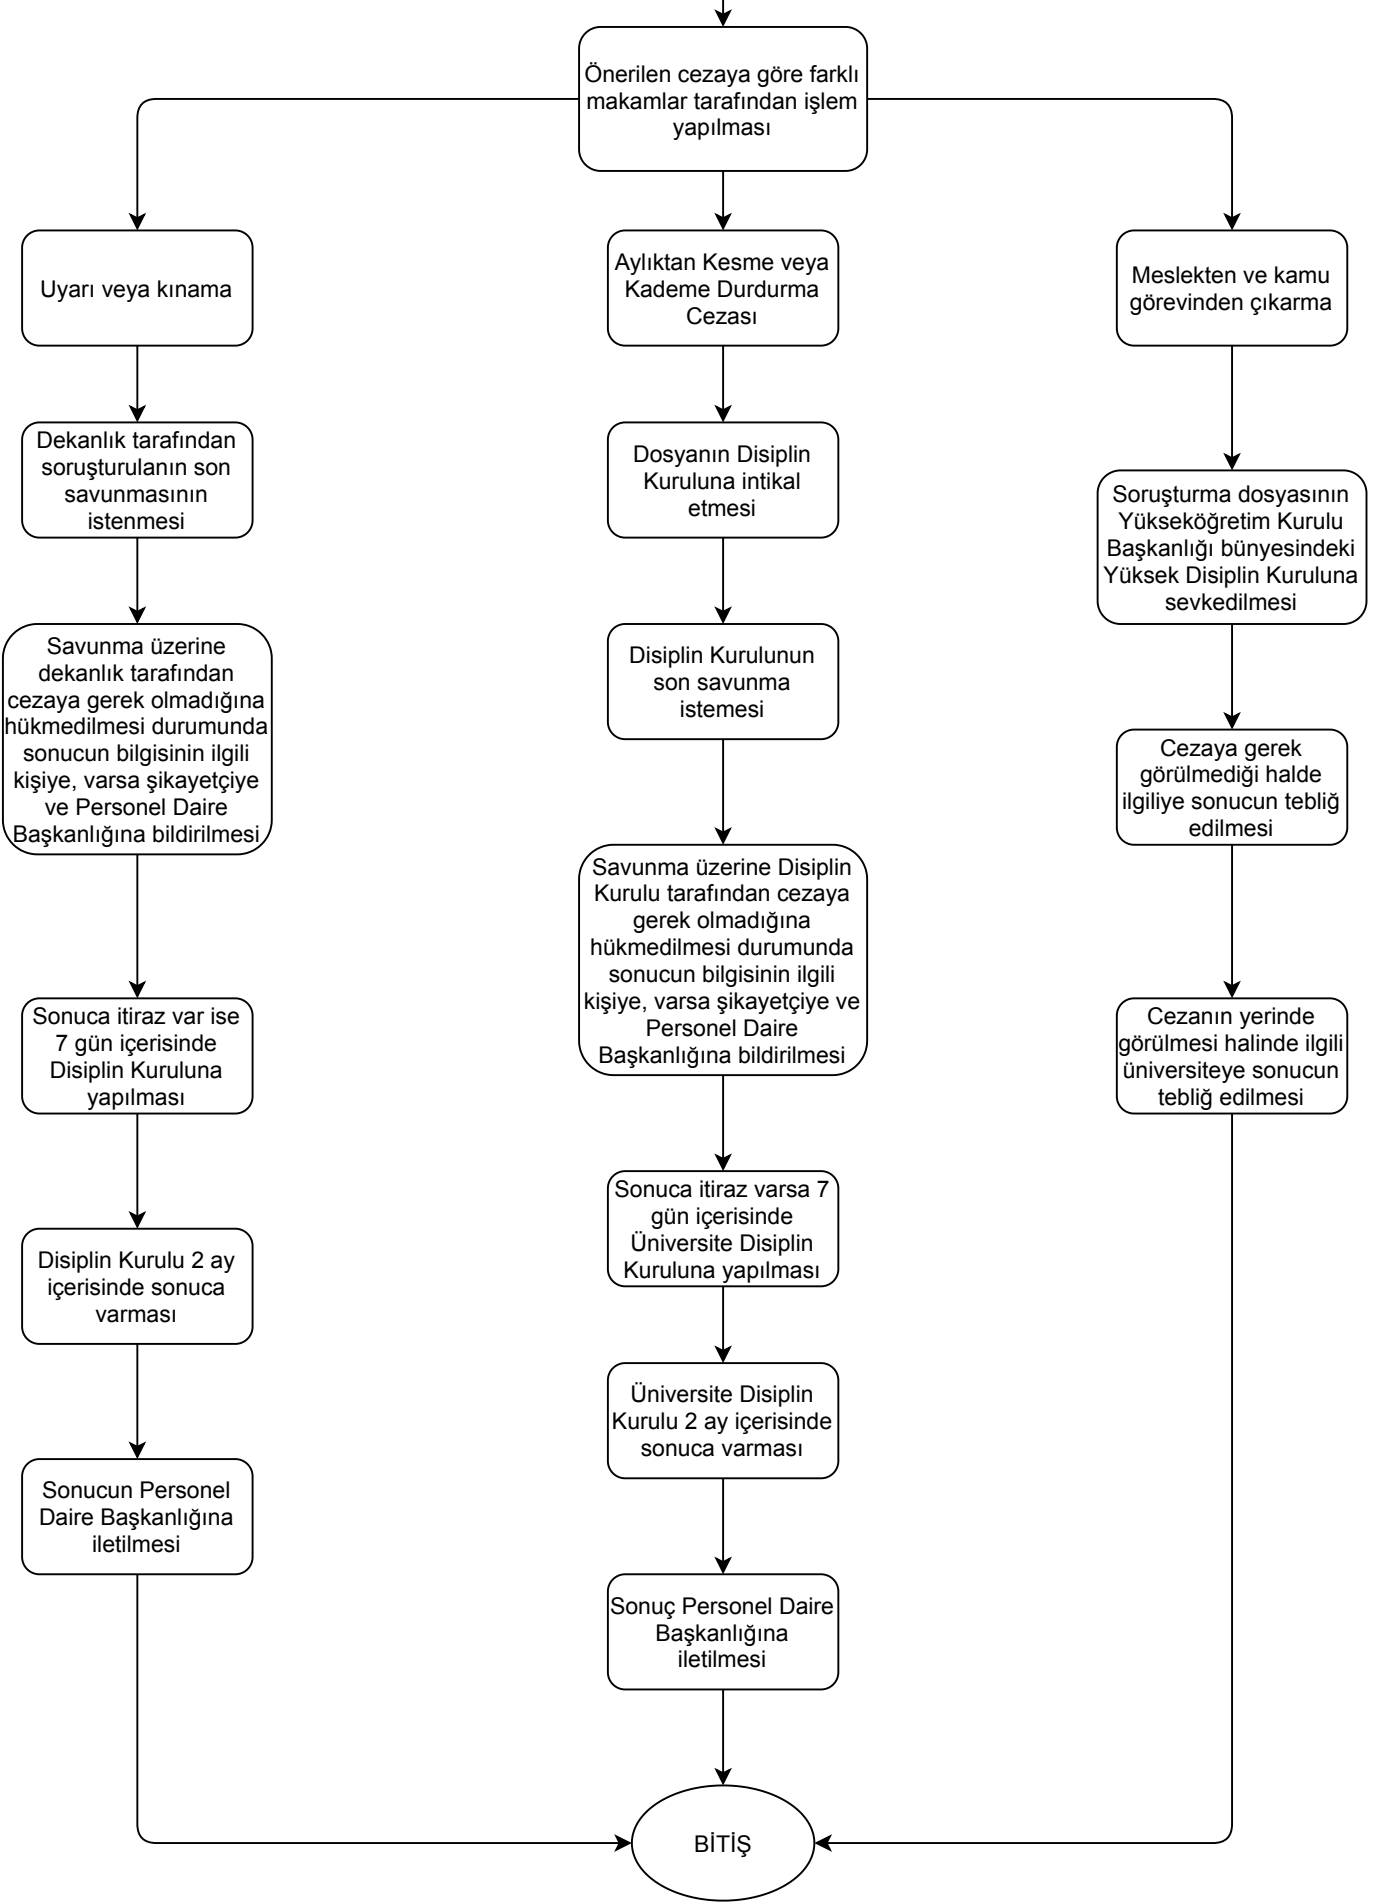 Önerilen cezaya göre farklı
makamlar tarafından işlem
yapılması
Uyarı veya kınama
Dekanlık tarafından
soruşturulanın son
savunmasının
istenmesi
Savunma üzerine
dekanlık tarafından
cezaya gerek olmadığına
hükmedilmesi durumunda
sonucun bilgisinin ilgili
kişiye, varsa şikayetçiye
ve Personel Daire
Başkanlığına bildirilmesi
Sonuca itiraz var ise
7 gün içerisinde
Disiplin Kuruluna
yapılması
Disiplin Kurulu 2 ay
içerisinde sonuca
varması
Sonucun Personel
Daire Başkanlığına
iletilmesi
Aylıktan Kesme veya
Kademe Durdurma
Cezası
Dosyanın Disiplin
Kuruluna intikal
etmesi
Disiplin Kurulunun
son savunma
istemesi
Savunma üzerine Disiplin
Kurulu tarafından cezaya
gerek olmadığına
hükmedilmesi durumunda
sonucun bilgisinin ilgili
kişiye, varsa şikayetçiye ve
Personel Daire
Başkanlığına bildirilmesi
Sonuca itiraz varsa 7
gün içerisinde
Üniversite Disiplin
Kuruluna yapılması
Üniversite Disiplin
Kurulu 2 ay içerisinde
sonuca varması
Sonuç Personel Daire
Başkanlığına
iletilmesi
Meslekten ve kamu
görevinden çıkarma
Soruşturma dosyasının
Yükseköğretim Kurulu
Başkanlığı bünyesindeki
Yüksek Disiplin Kuruluna
sevkedilmesi
Cezaya gerek
görülmediği halde
ilgiliye sonucun tebliğ
edilmesi
Cezanın yerinde
görülmesi halinde ilgili
üniversiteye sonucun
tebliğ edilmesi
BİTİŞ